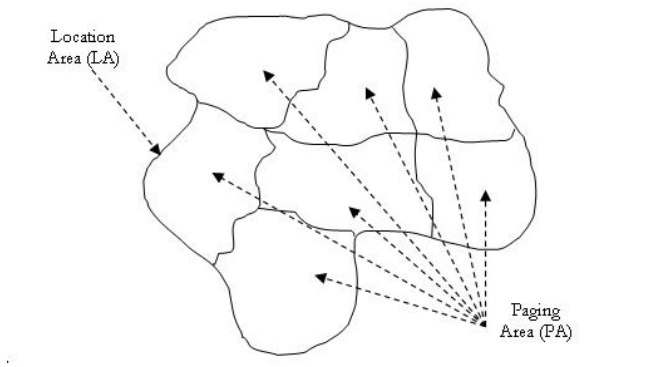 Location
Area (LA)
Paging
Area (PA)
.